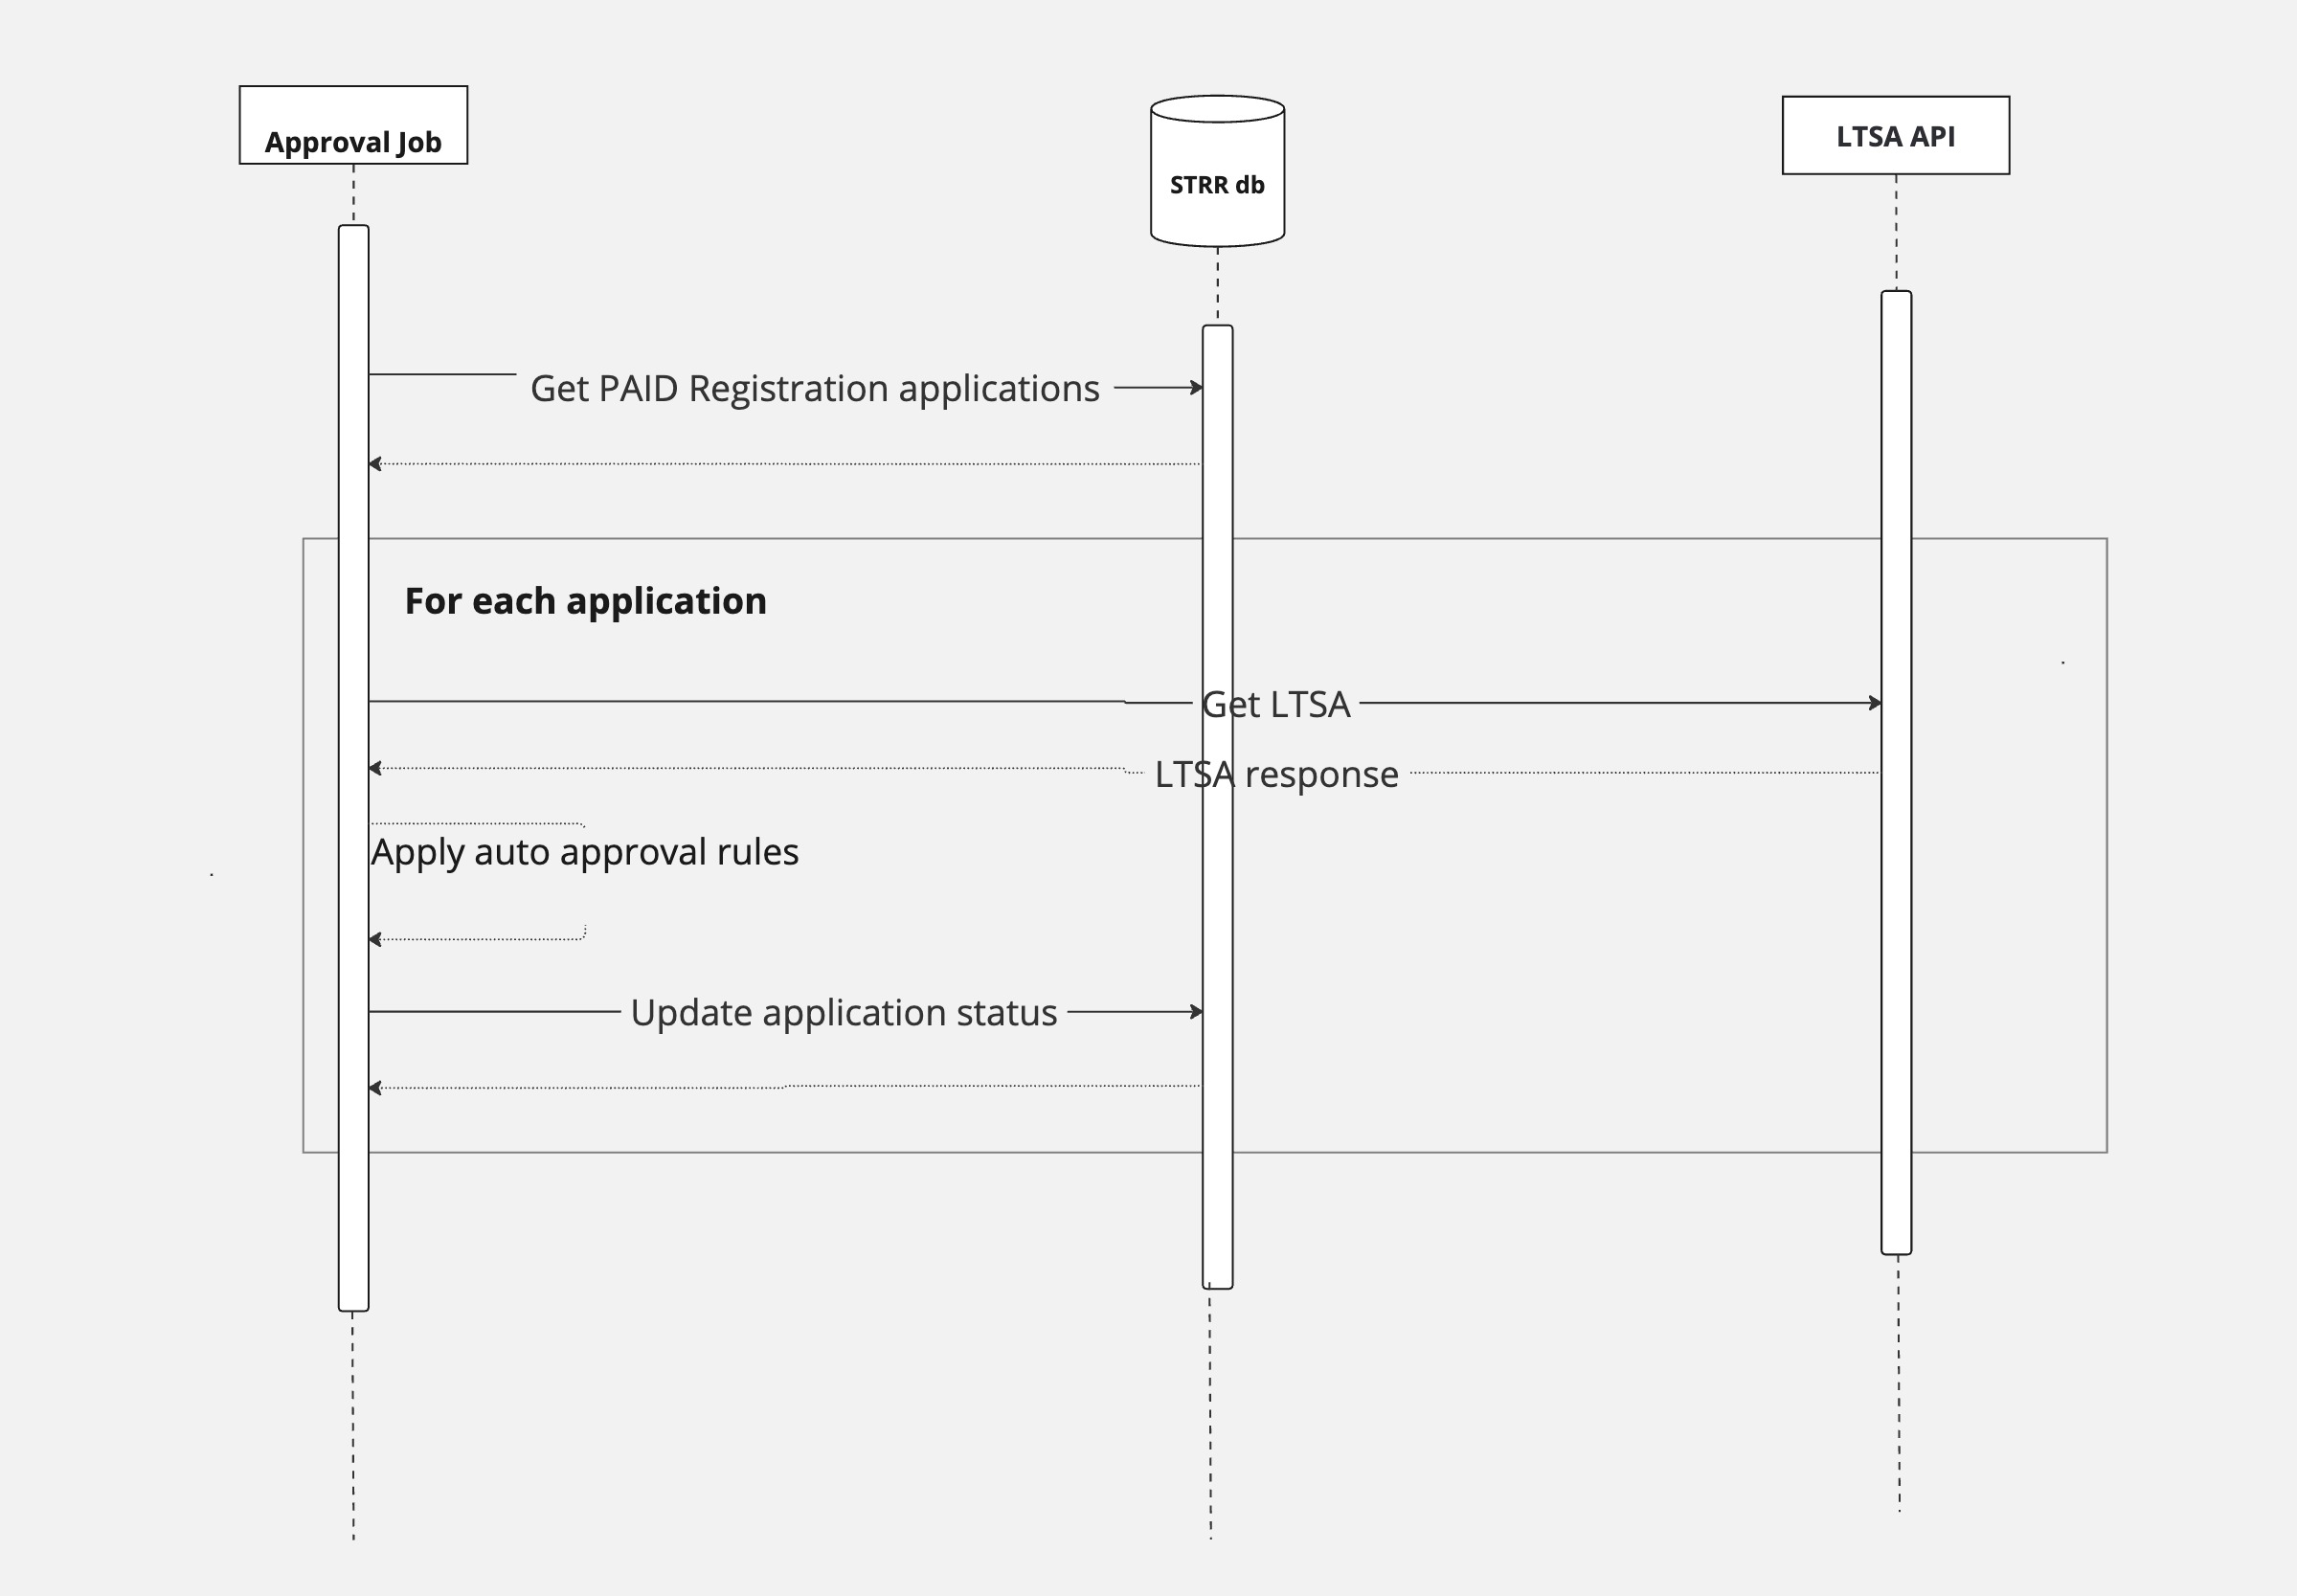 Approval Job
STRR db
LTSA API
Get PAID Registration applications
For each application
Get LTSA
LTSA response
Apply auto approval rules
Update application status